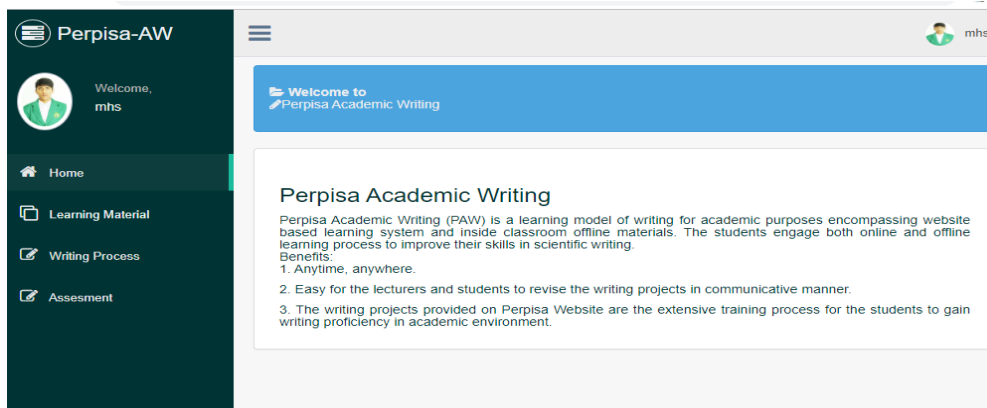 Perpisa-AW
mhs
Welcome,
mhs
Welcome to
Perpisa Academic Writing
Home
Learning Material
Writing Process
Assesment
Perpisa Academic Writing
Perpisa Academic Writing (PAW) is a learning model of writing for academic purposes encompassing website
based learning system and inside classroom offline materials. The students engage both online and offline
learning process to improve their skills in scientific writing.
Benefits:
1. Anytime, anywhere.
2. Easy for the lecturers and students to revise the writing projects in communicative manner.
3. The writing projects provided on Perpisa Website are the extensive training process for the students to gain
writing proficiency in academic environment.